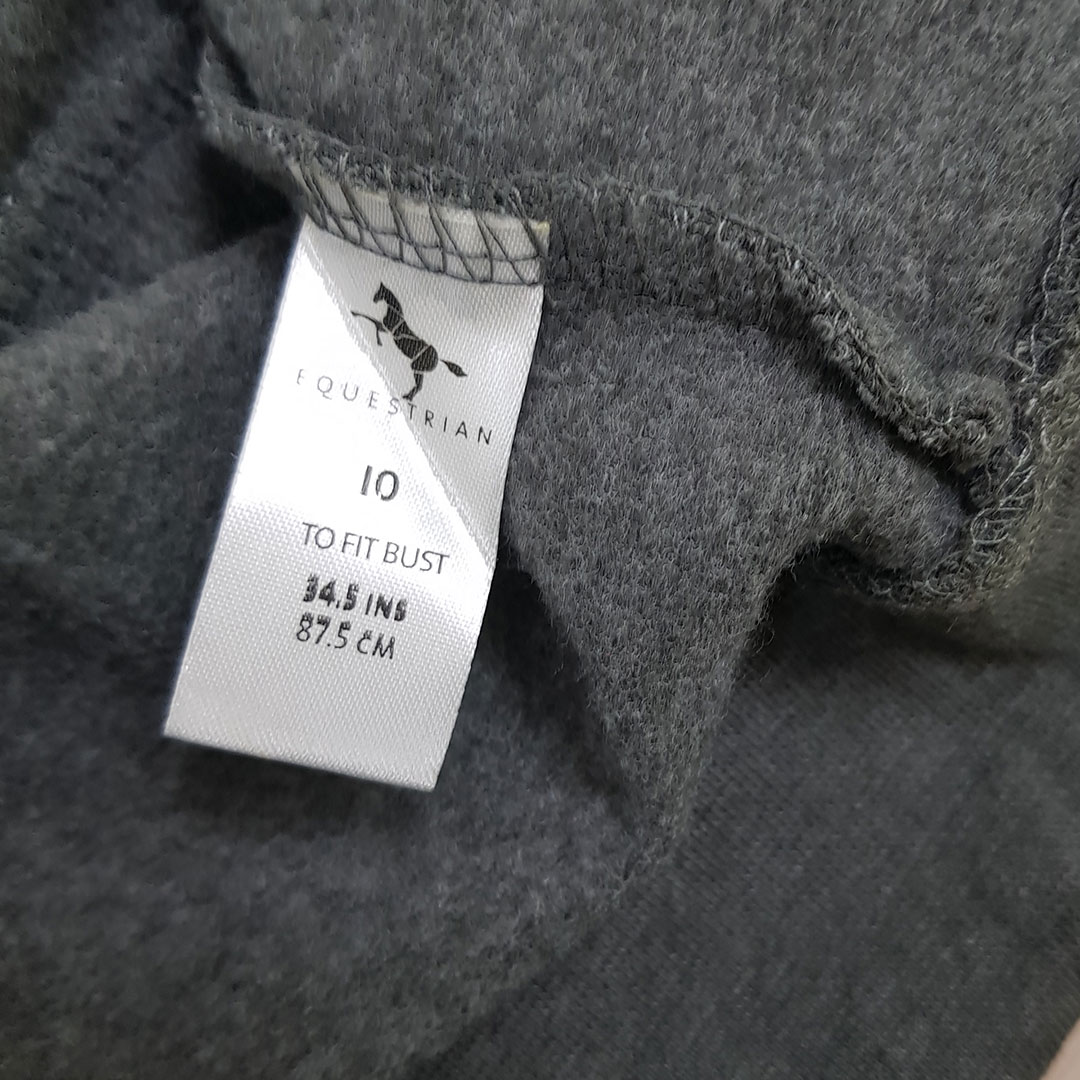 EQUESTRIAN
10
TO FIT BUST
34.5 INS
87.5 CM